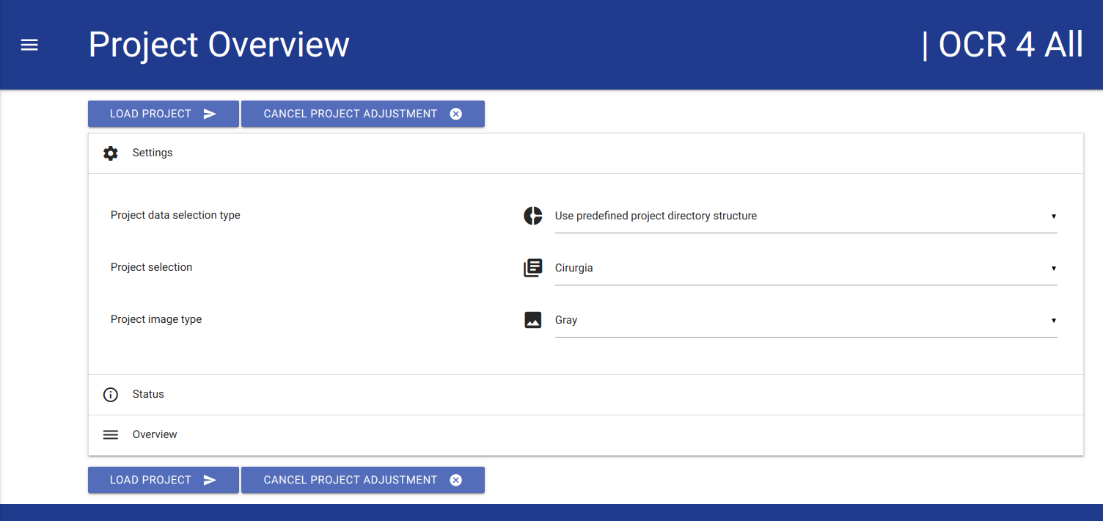 Project Overview
| OCR 4 All
LOAD PROJECT
CANCEL PROJECT ADJUSTMENT
Settings
Project data selection type
Use predefined project directory structure
Project selection
Cirurgia
Project image type
Gray
Status
Overview
LOAD PROJECT
CANCEL PROJECT ADJUSTMENT